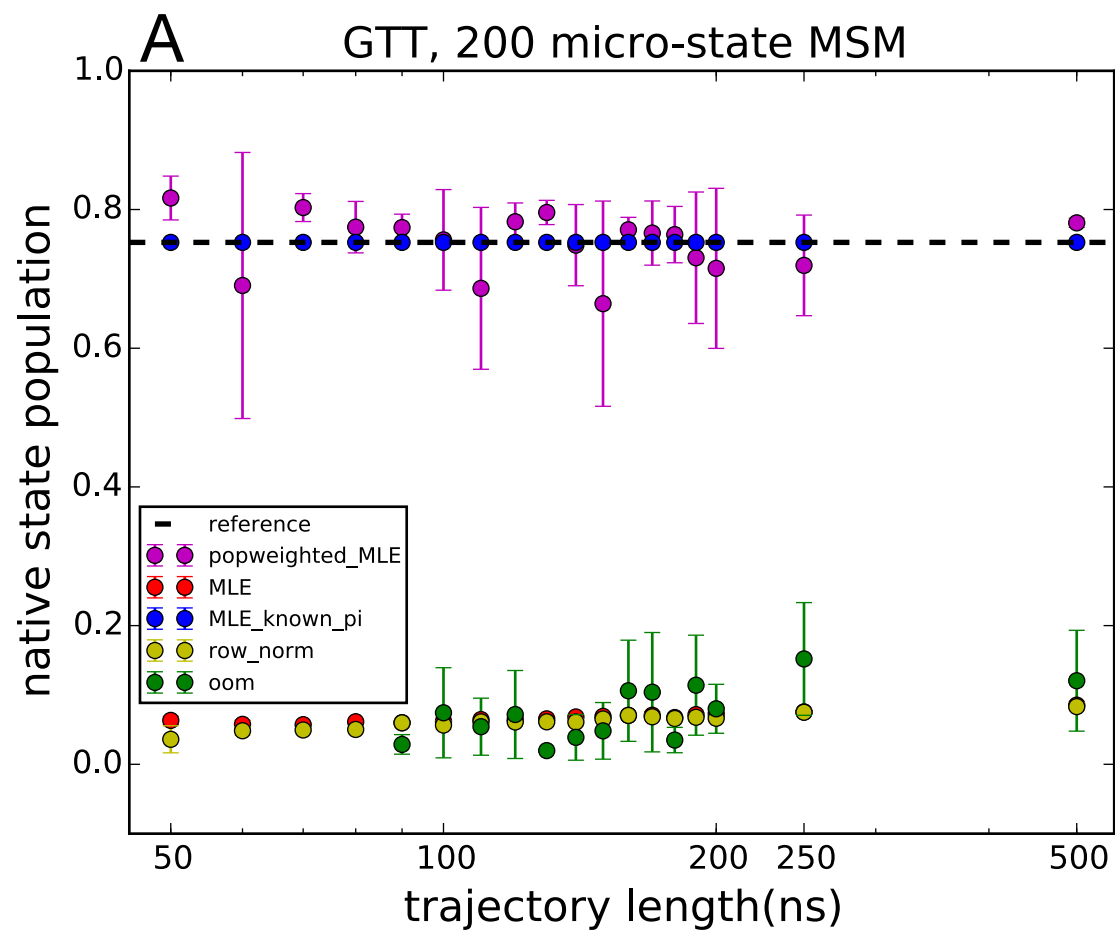 A
GTT, 200 micro-state MSM
1.0
0.8
0.6
0.4
0.2
0.0
native state population
reference
popweighted_MLE
MLE
MLE_known_pi
row_norm
oom
50
100
200
250
500
trajectory length(ns)